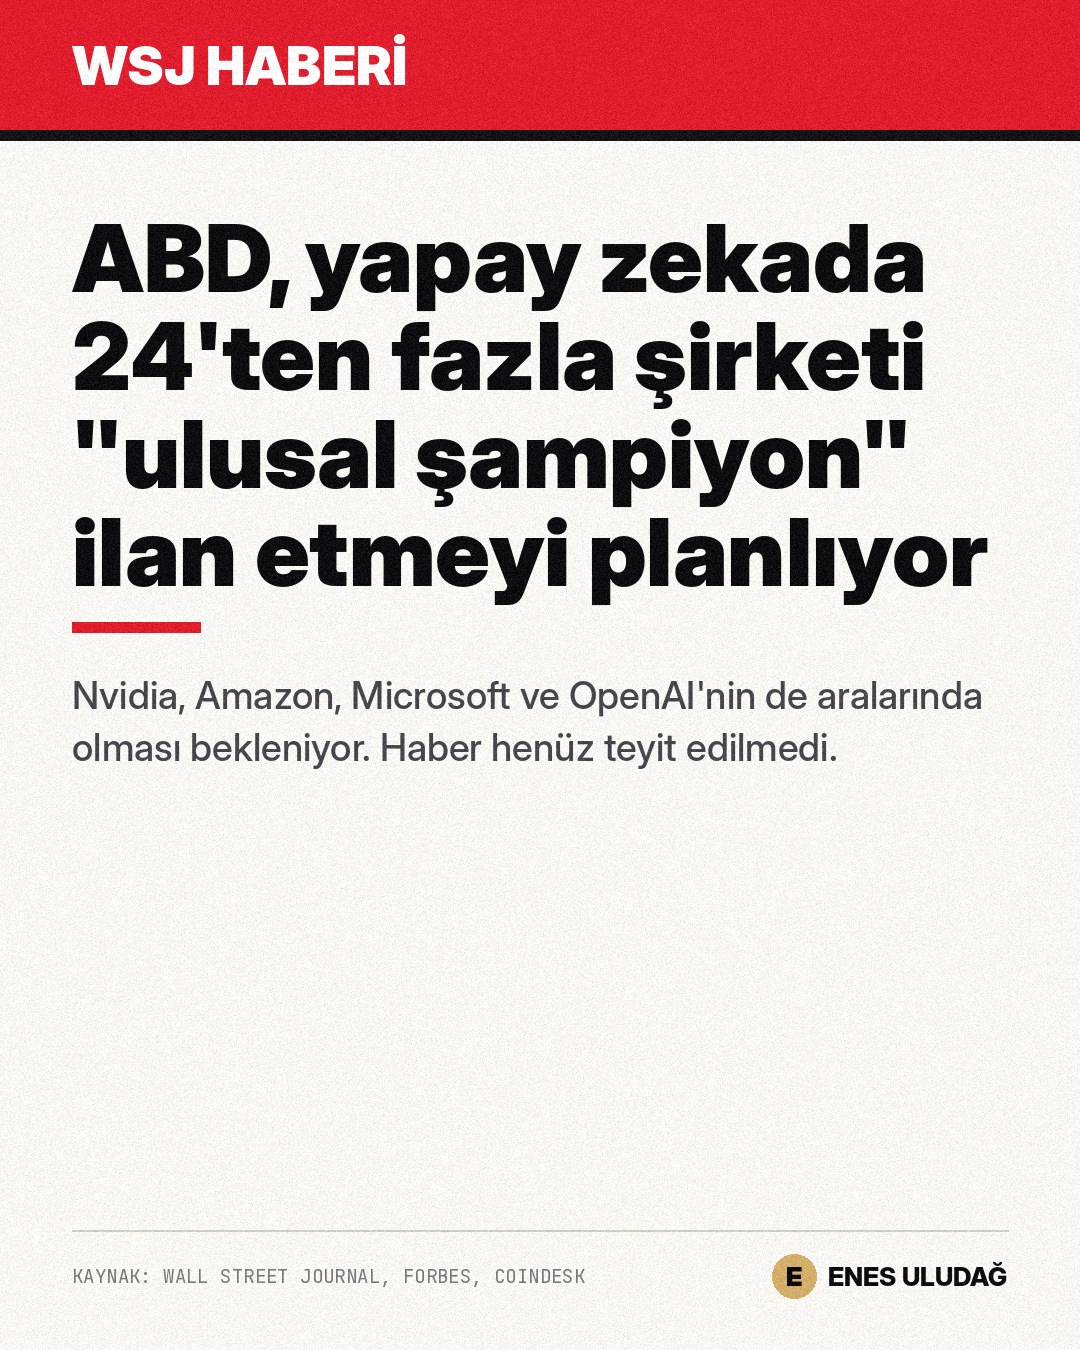 WSJ HABERİ
ABD, yapay zekada
24'ten fazla şirketi
"ulusal şampiyon"
ilan etmeyi planlıyor
Nvidia, Amazon, Microsoft ve OpenAI'nin de aralarında
olması bekleniyor. Haber henüz teyit edilmedi.
KAYNAK: WALL STREET JOURNAL, FORBES, COINDESK
E ENES ULUDAĞ